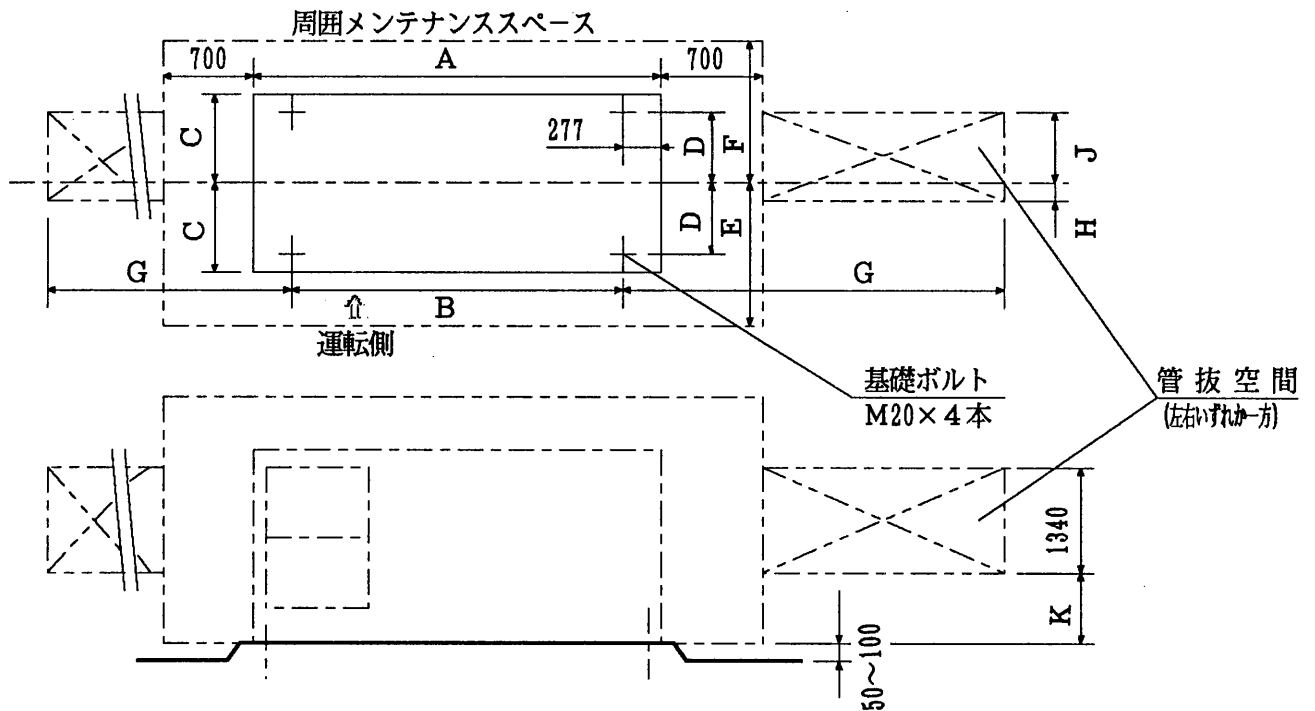 周囲メンテナンススペース
700
A
700
C
277
D
F
J
C
D
E
H
G
B
G
運転側
基礎ボルト
M20×4本
管抜空間
(左右いずれか一方)
1340
K
50～100